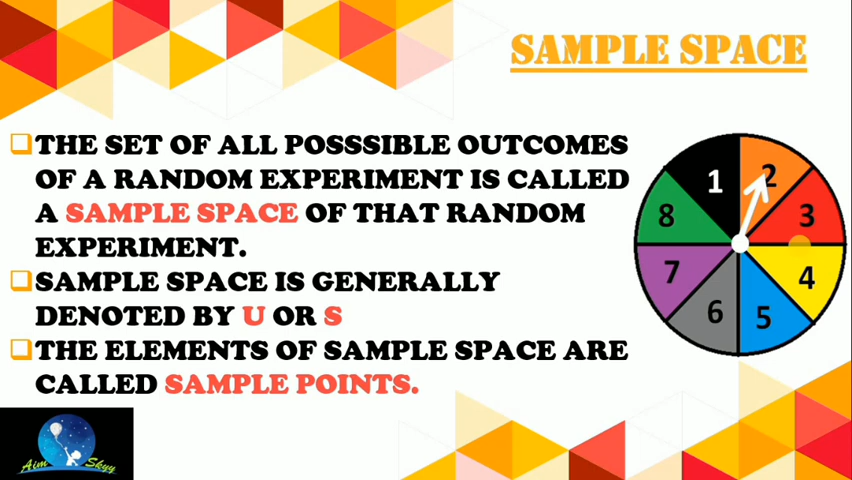 SAMPLE SPACE
THE SET OF ALL POSSSIBLE OUTCOMES
OF A RANDOM EXPERIMENT IS CALLED
A SAMPLE SPACE OF THAT RANDOM
EXPERIMENT.
SAMPLE SPACE IS GENERALLY
DENOTED BY U OR S
THE ELEMENTS OF SAMPLE SPACE ARE
CALLED SAMPLE POINTS.
1
2
3
4
5
6
7
8
Aim Skyy